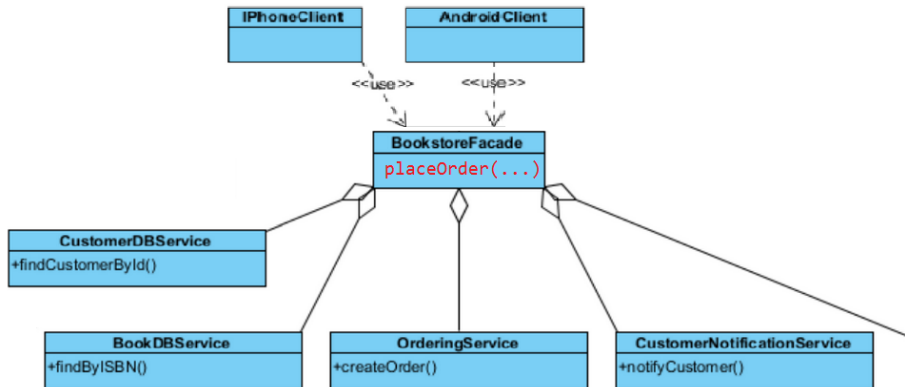 IPhoneClient
AndroidClient
<<use>>
<<use>>
BookstoreFacade
placeOrder(...)
CustomerDBService
+findCustomerById()
BookDBService
+findByISBN()
OrderingService
+createOrder()
CustomerNotificationService
+notifyCustomer()